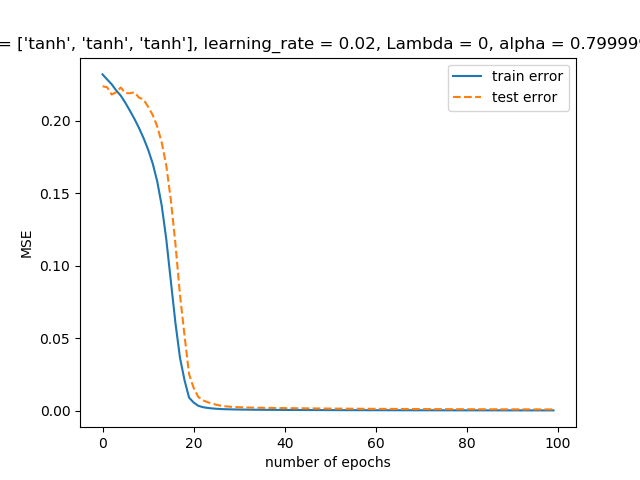 = ['tanh', 'tanh', 'tanh'], learning_rate = 0.02, Lambda = 0, alpha = 0.799999
train error
test error
0.20
0.15
0.10
0.05
0.00
MSE
0 20 40 60 80 100
number of epochs